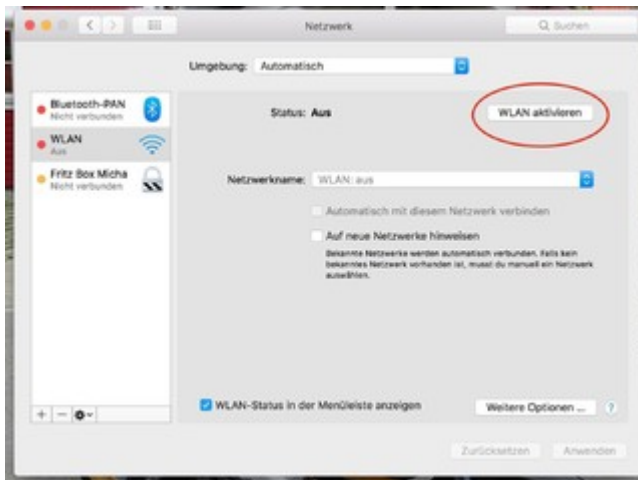 Netzwerk
Suchen
Umgebung: Automatisch
Bluetooth-PAN
Nicht verbunden
WLAN
Aus
Fritz Box Micha
Nicht verbunden
Status: Aus
WLAN aktivieren
Netzwerkname: WLAN: aus
Automatisch mit diesem Netzwerk verbinden
Auf neue Netzwerke hinweisen
Bekannte Netzwerke werden automatisch verbunden. Falls kein
bekanntes Netzwerk vorhanden ist, musst du manuell ein Netzwerk
auswählen.
WLAN-Status in der Menüleiste anzeigen
Weitere Optionen ...
?
Zurücksetzen
Anwenden